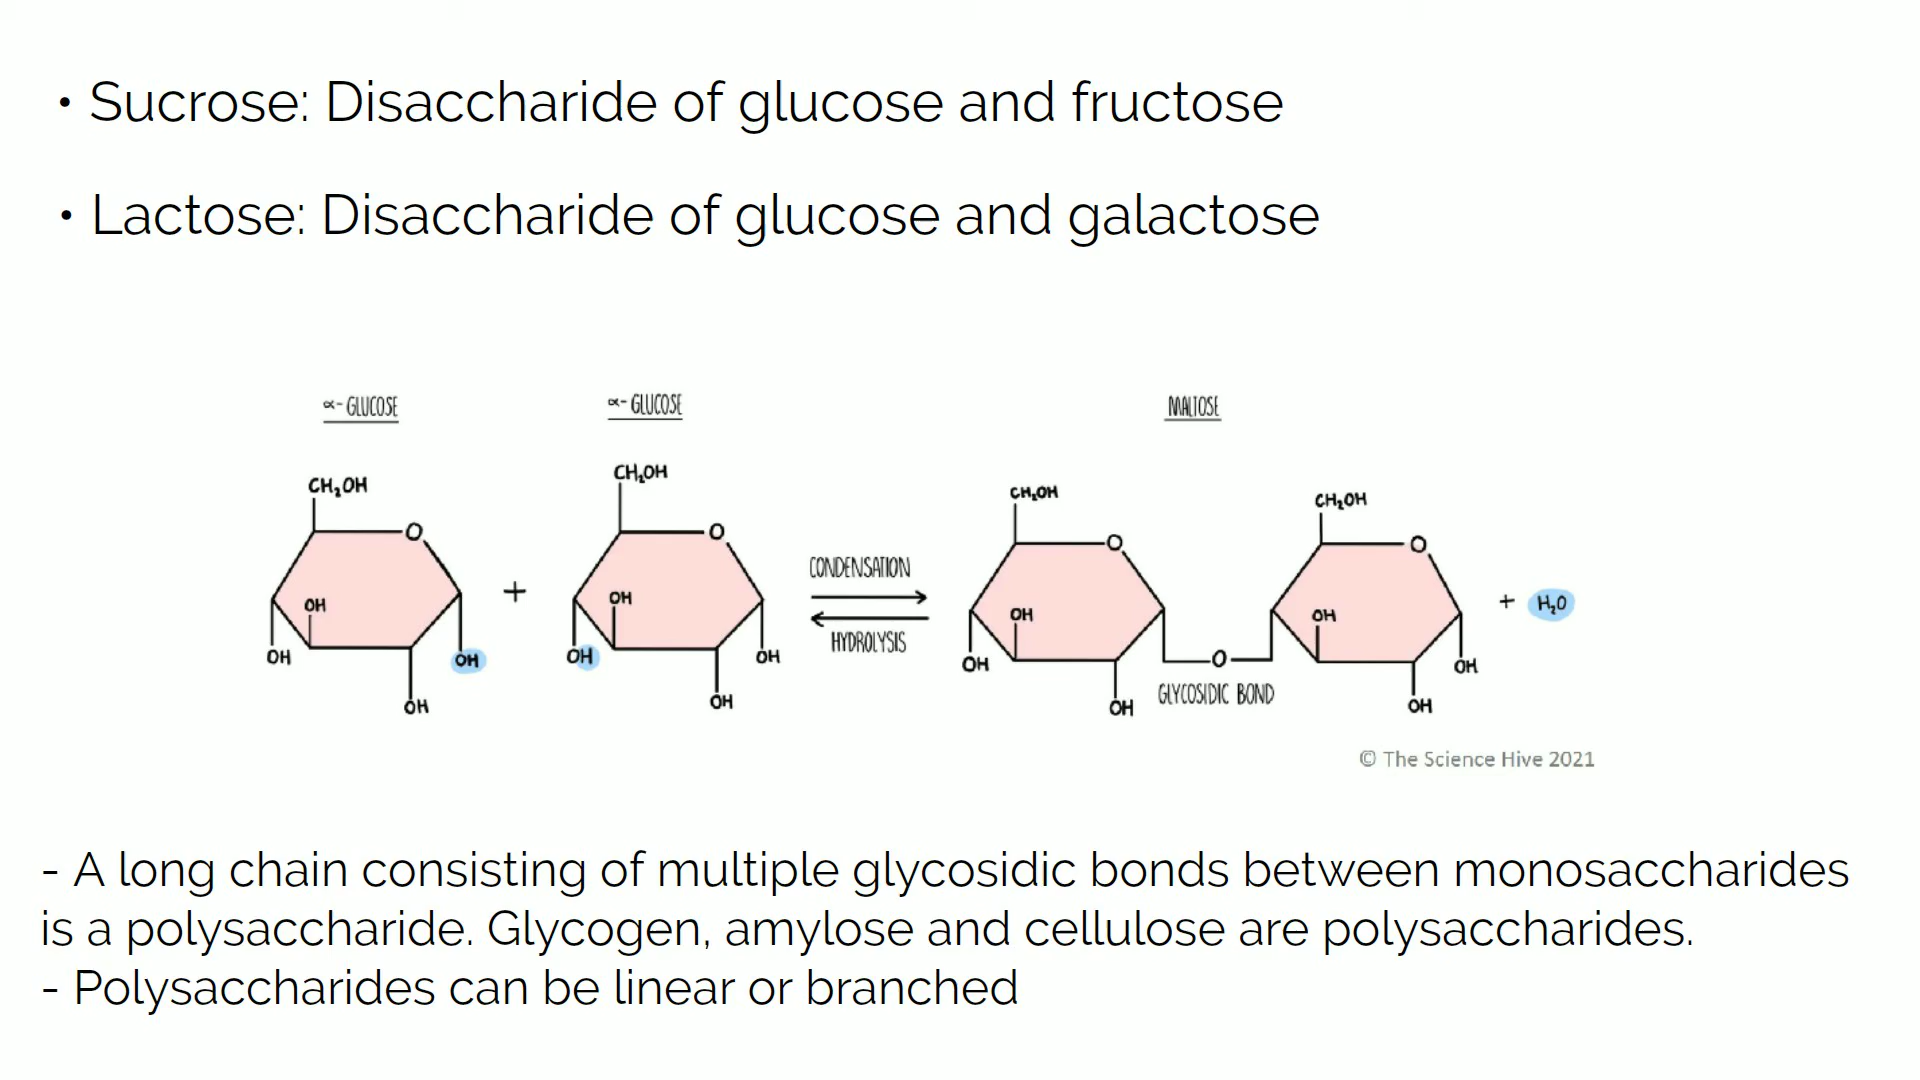 • Sucrose: Disaccharide of glucose and fructose
• Lactose: Disaccharide of glucose and galactose
∝- GLUCOSE
∝- GLUCOSE
MALTOSE
CH₂OH
O
OH
OH
OH
OH
+
CH₂OH
O
OH
OH
OH
OH
CONDENSATION
HYDROLYSIS
CH₂OH
O
OH
OH
OH
O
GLYCOSIDIC BOND
CH₂OH
O
OH
OH
OH
+ H₂O
© The Science Hive 2021
- A long chain consisting of multiple glycosidic bonds between monosaccharides
is a polysaccharide. Glycogen, amylose and cellulose are polysaccharides.
- Polysaccharides can be linear or branched